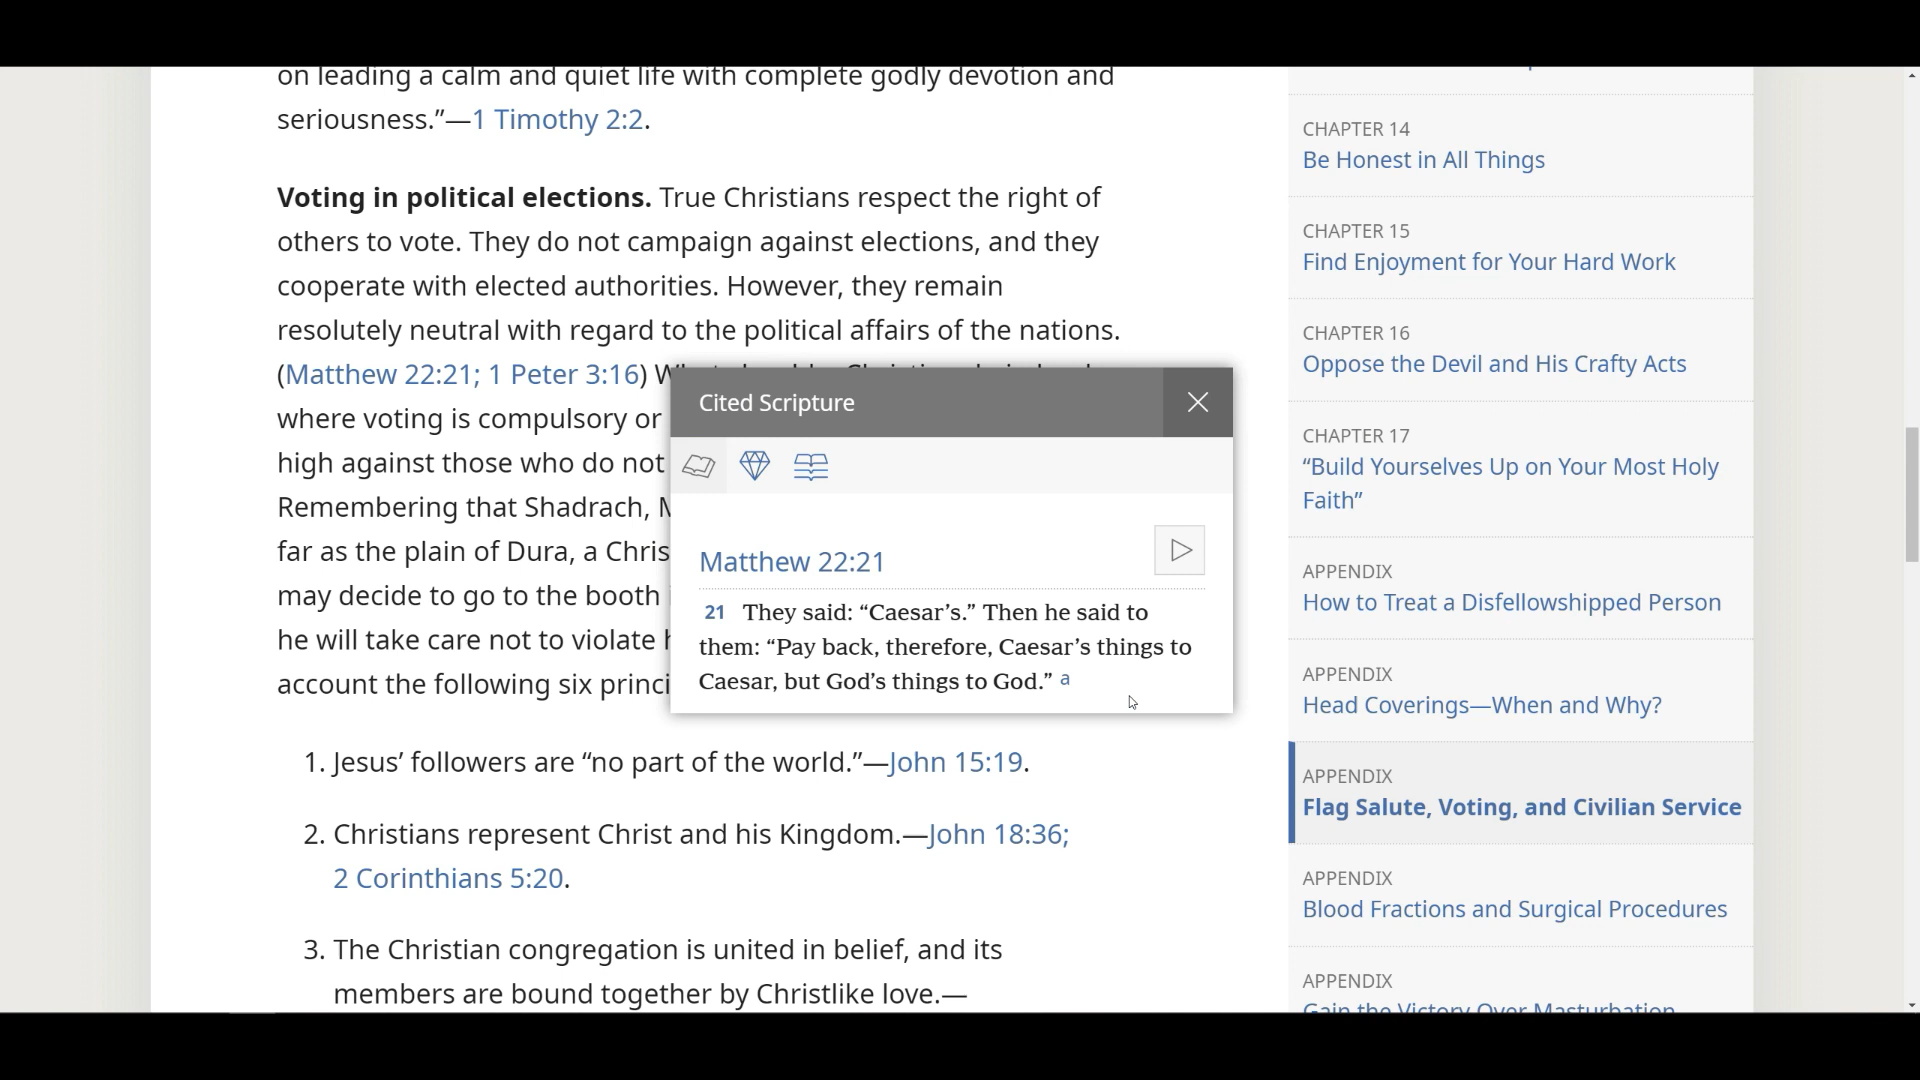 on leading a calm and quiet life with complete godly devotion and
seriousness.”—1 Timothy 2:2.
Voting in political elections. True Christians respect the right of
others to vote. They do not campaign against elections, and they
cooperate with elected authorities. However, they remain
resolutely neutral with regard to the political affairs of the nations.
(Matthew 22:21; 1 Peter 3:16)
where voting is compulsory or
high against those who do not
Remembering that Shadrach,
far as the plain of Dura, a
may decide to go to the booth
he will take care not to violate
account the following six
1. Jesus’ followers are “no part of the world.”—John 15:19.
2. Christians represent Christ and his Kingdom.—John 18:36;
2 Corinthians 5:20.
3. The Christian congregation is united in belief, and its
members are bound together by Christlike love.—
Cited Scripture
Matthew 22:21
21 They said: “Caesar’s.” Then he said to
them: “Pay back, therefore, Caesar’s things to
Caesar, but God’s things to God.” a
CHAPTER 14
Be Honest in All Things
CHAPTER 15
Find Enjoyment for Your Hard Work
CHAPTER 16
Oppose the Devil and His Crafty Acts
CHAPTER 17
“Build Yourselves Up on Your Most Holy
Faith”
APPENDIX
How to Treat a Disfellowshipped Person
APPENDIX
Head Coverings—When and Why?
APPENDIX
Flag Salute, Voting, and Civilian Service
APPENDIX
Blood Fractions and Surgical Procedures
APPENDIX
Gain the Victory Over Masturbation